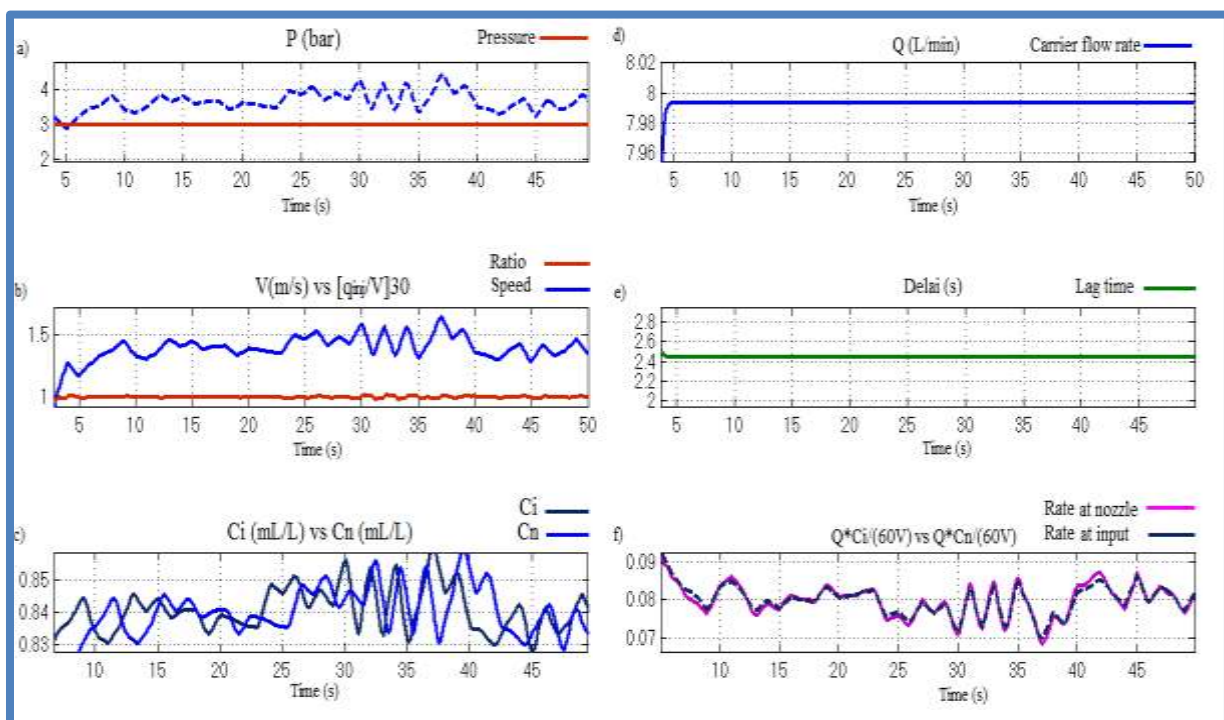 a)
P (bar)
Pressure
4
3
2
5 10 15 20 25 30 35 40 45
Time (s)
b)
Ratio
V(m/s) vs [qinj/V]30
Speed
1.5
1
5 10 15 20 25 30 35 40 45 50
Time (s)
c)
Ci
Ci (mL/L) vs Cn (mL/L)
Cn
0.85
0.84
0.83
10 15 20 25 30 35 40 45
Time (s)
d)
Q (L/min)
Carrier flow rate
8.02
8
7.98
7.96
5 10 15 20 25 30 35 40 45 50
Time (s)
e)
Delai (s)
Lag time
2.8
2.6
2.4
2.2
2
5 10 15 20 25 30 35 40 45
Time (s)
f)
Rate at nozzle
Q*Ci/(60V) vs Q*Cn/(60V)
Rate at input
0.09
0.08
0.07
5 10 15 20 25 30 35 40 45
Time (s)